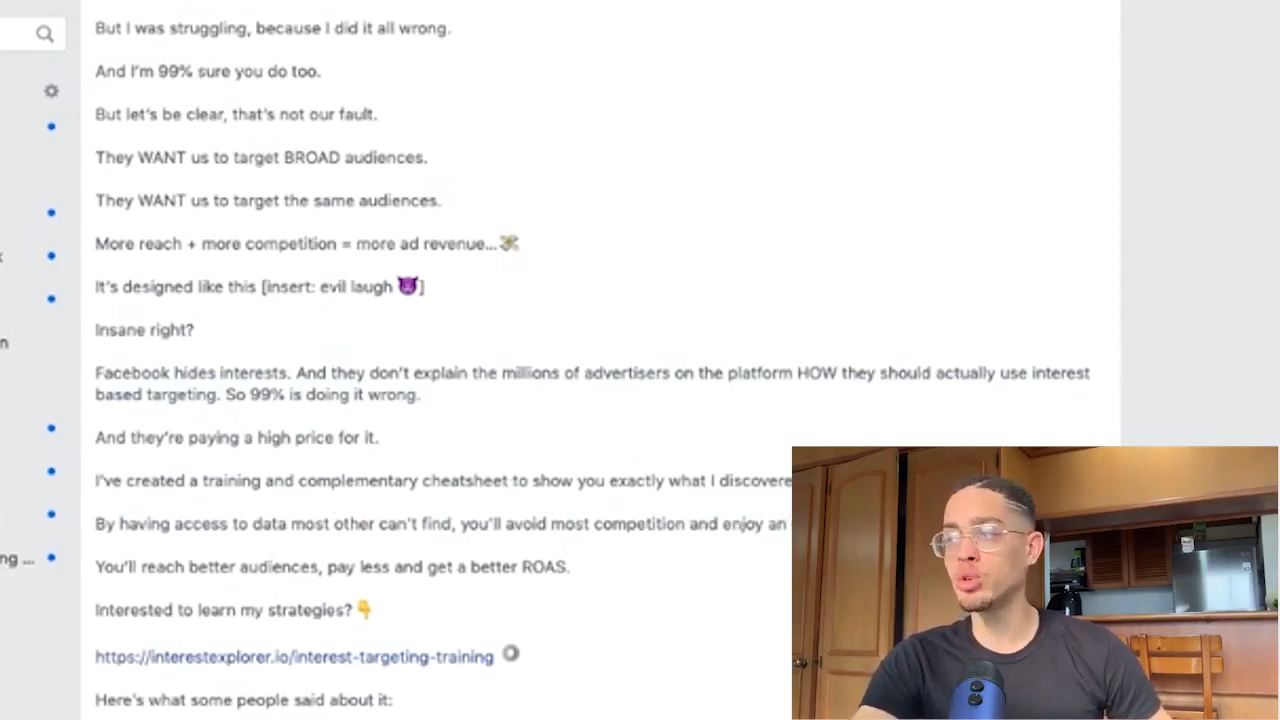 But I was struggling, because I did it all wrong.
And I'm 99% sure you do too.
But let's be clear, that's not our fault.
They WANT us to target BROAD audiences.
They WANT us to target the same audiences.
More reach + more competition = more ad revenue...💸
It's designed like this [insert: evil laugh 😈]
Insane right?
Facebook hides interests. And they don't explain the millions of advertisers on the platform HOW they should actually use interest
based targeting. So 99% is doing it wrong.
And they're paying a high price for it.
I've created a training and complementary cheatsheet to show you exactly what I discovere
By having access to data most other can't find, you'll avoid most competition and enjoy an
You'll reach better audiences, pay less and get a better ROAS.
Interested to learn my strategies? 👇
https://interestexplorer.io/interest-targeting-training
ng ...
Here's what some people said about it: